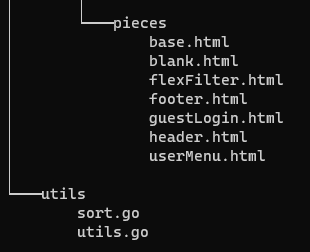 pieces
base.html
blank.html
flexFilter.html
footer.html
guestLogin.html
header.html
userMenu.html
utils
sort.go
utils.go